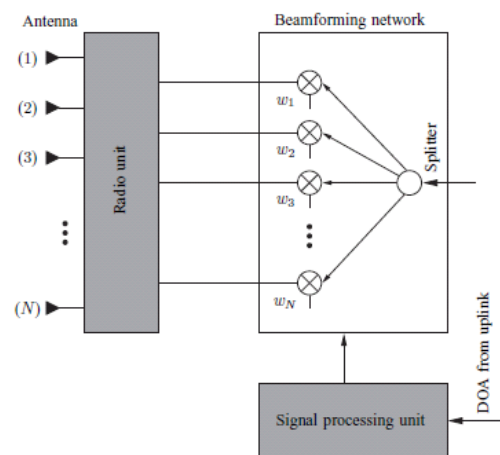 Antenna
Beamforming network
(1)
(2)
(3)
(N)
Radio unit
w1
w2
w3
wN
Splitter
Signal processing unit
DOA from uplink